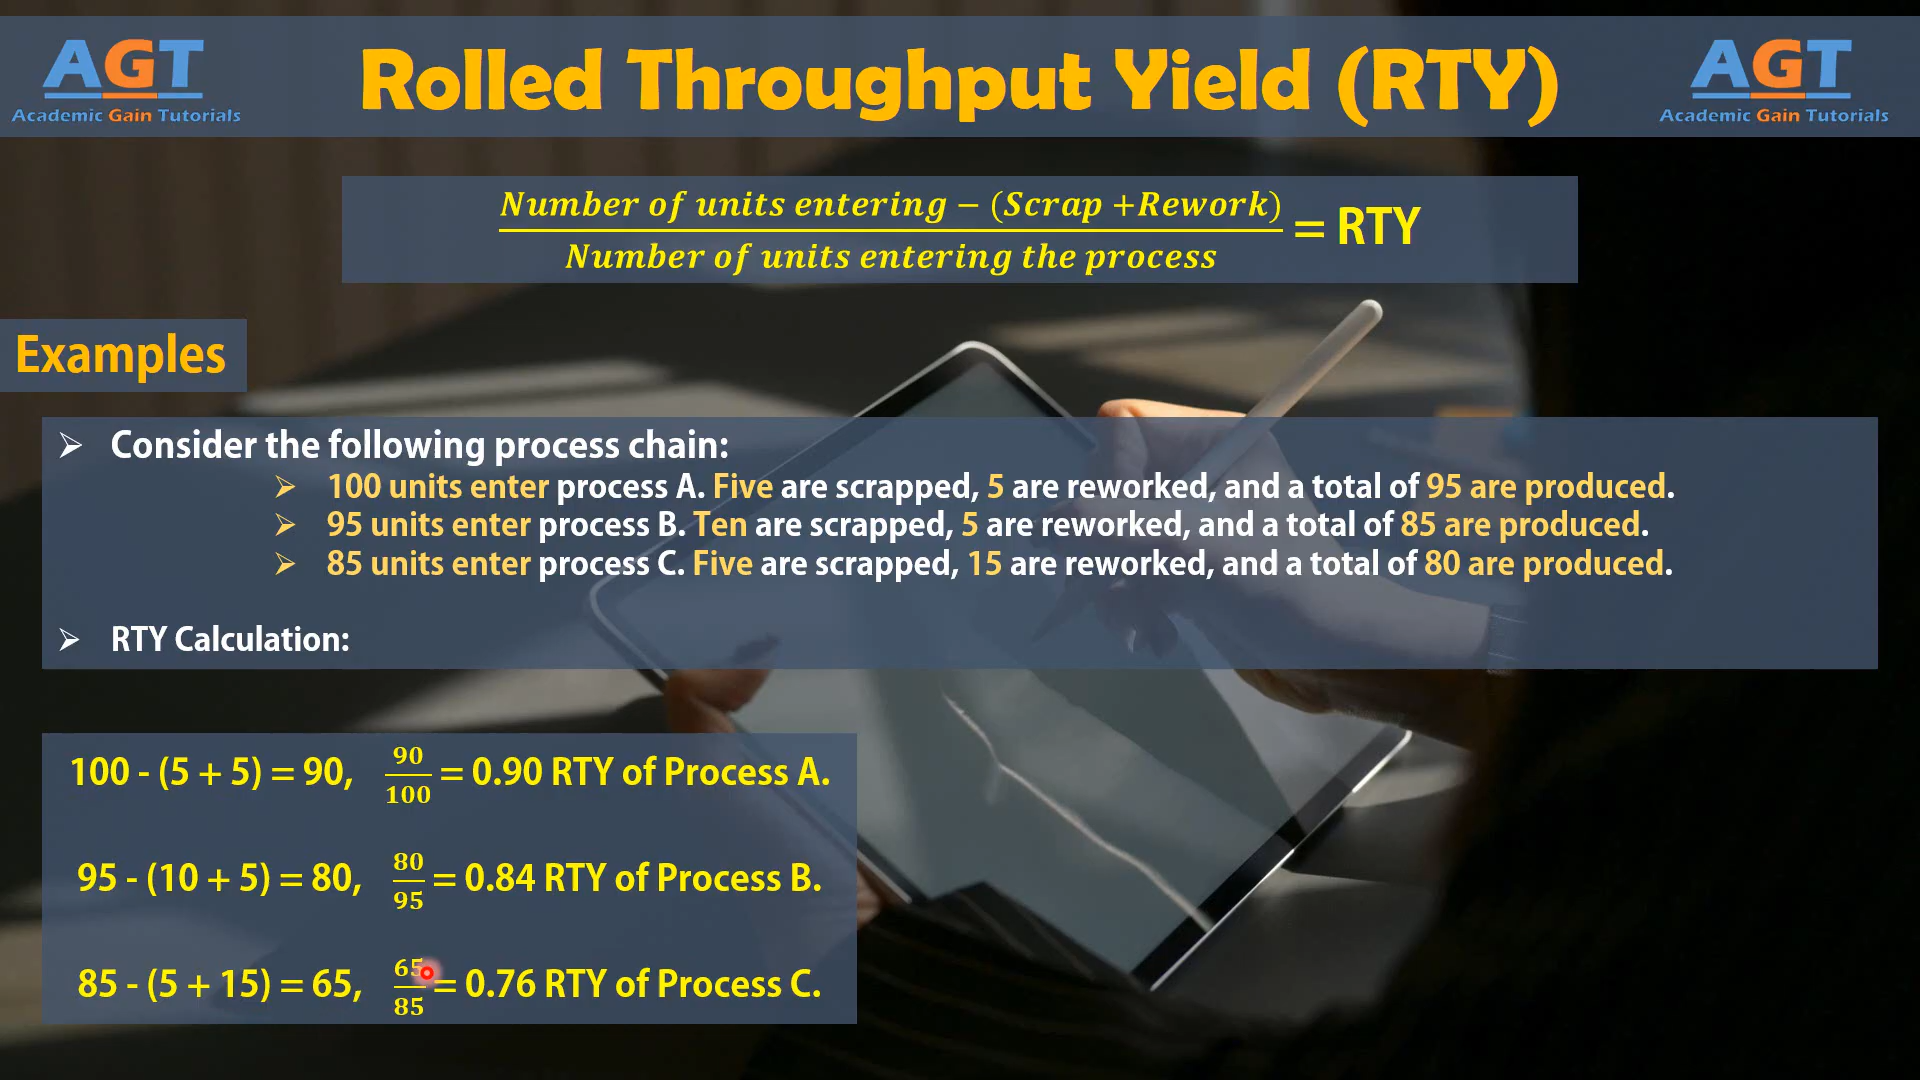 AGT
Academic Gain Tutorials
Rolled Throughput Yield (RTY)
AGT
Academic Gain Tutorials
Number of units entering − (Scrap +Rework)
Number of units entering the process
= RTY
Examples
➢ Consider the following process chain:
➢ 100 units enter process A. Five are scrapped, 5 are reworked, and a total of 95 are produced.
➢ 95 units enter process B. Ten are scrapped, 5 are reworked, and a total of 85 are produced.
➢ 85 units enter process C. Five are scrapped, 15 are reworked, and a total of 80 are produced.
➢ RTY Calculation:
100 - (5 + 5) = 90, 90/100 = 0.90 RTY of Process A.
95 - (10 + 5) = 80, 80/95 = 0.84 RTY of Process B.
85 - (5 + 15) = 65, 65/85 = 0.76 RTY of Process C.